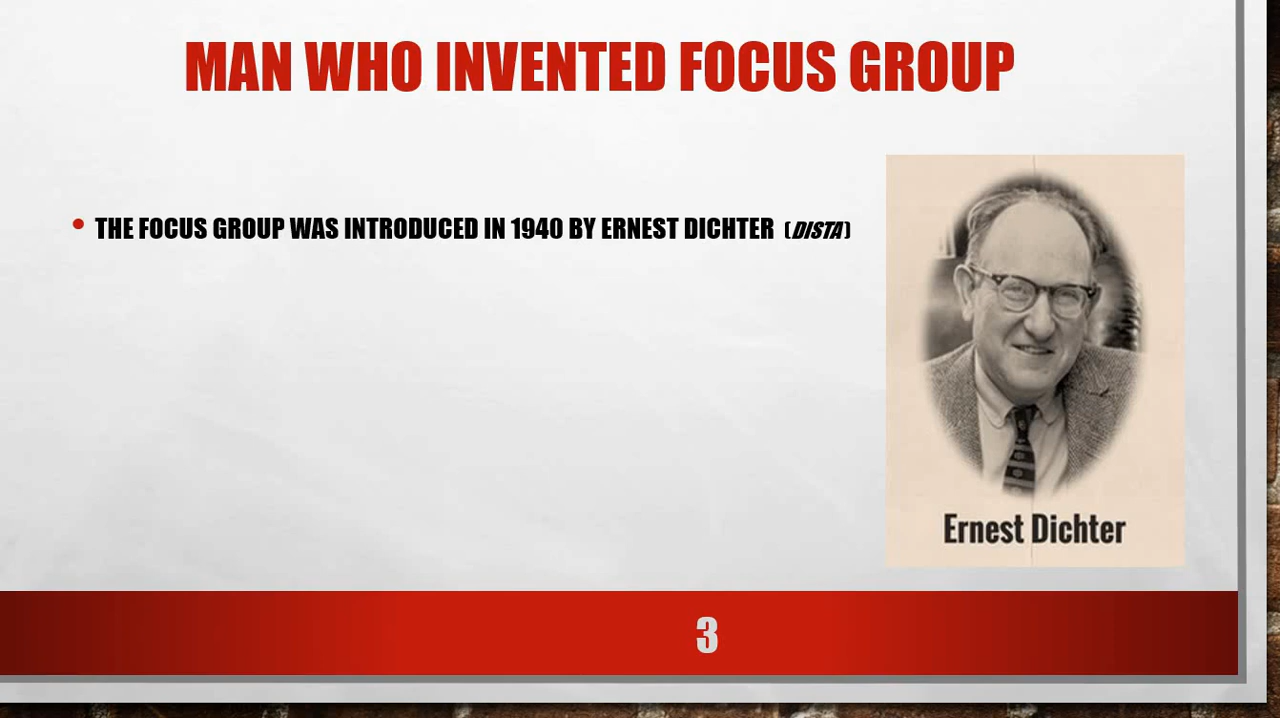 MAN WHO INVENTED FOCUS GROUP
• THE FOCUS GROUP WAS INTRODUCED IN 1940 BY ERNEST DICHTER (DISTA)
Ernest Dichter
3